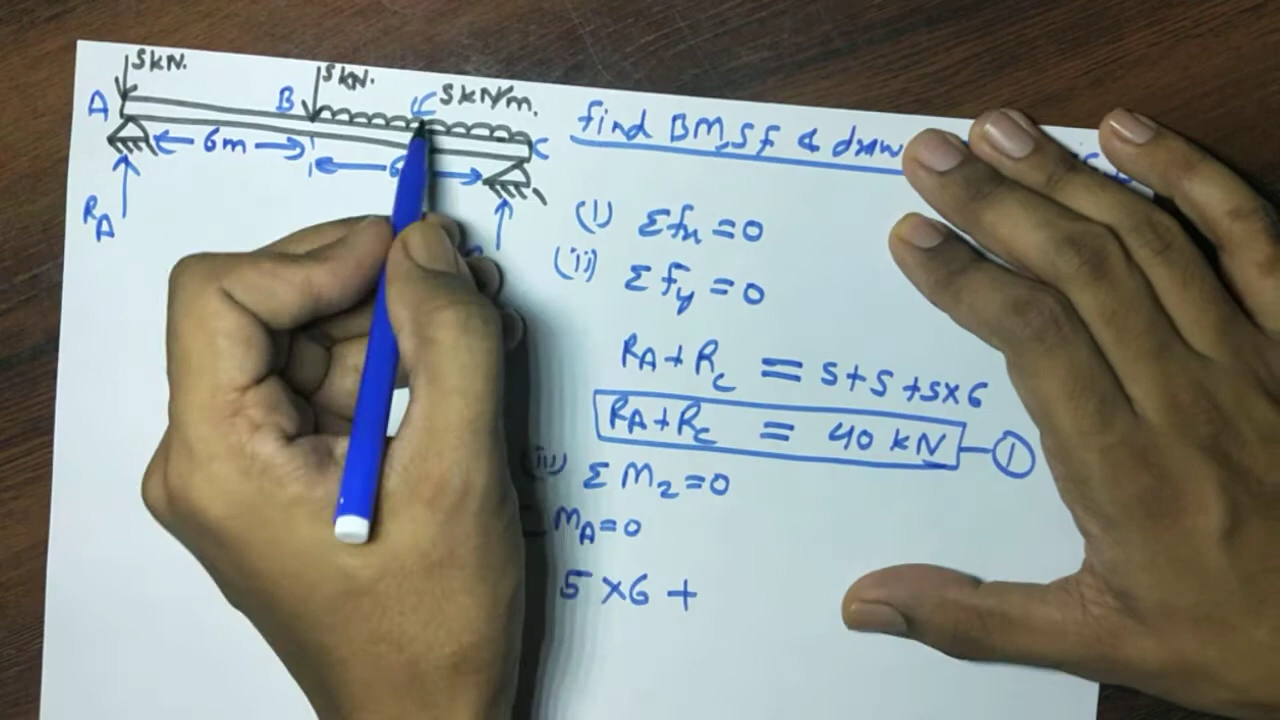 5kN.
5kN.
5kN/m.
A
B
C
6m
6
RA
find BM, SF & draw
(i) Σfx = 0
(ii) Σfy = 0
RA + RC = 5+5+5×6
RA + RC = 40 kN — ①
ΣMz = 0
MA = 0
5 × 6 +